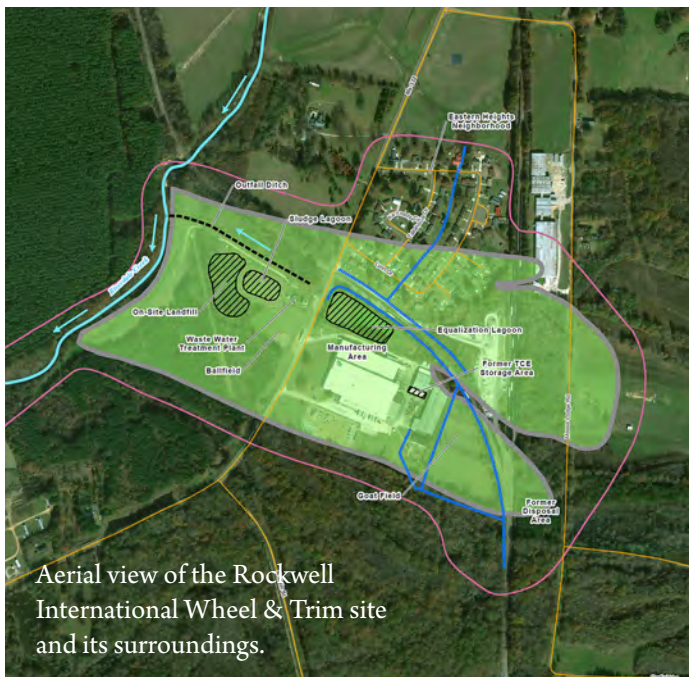 Eastern Heights
Neighborhood
Outfall Ditch
Sludge Lagoon
Riverdale Creek
On-Site Landfill
Waste Water
Treatment Plant
Ballfield
Manufacturing
Area
Equalization Lagoon
Former TCE
Storage Area
Goat Field
Former
Disposal
Area
Aerial view of the Rockwell
International Wheel & Trim site
and its surroundings.